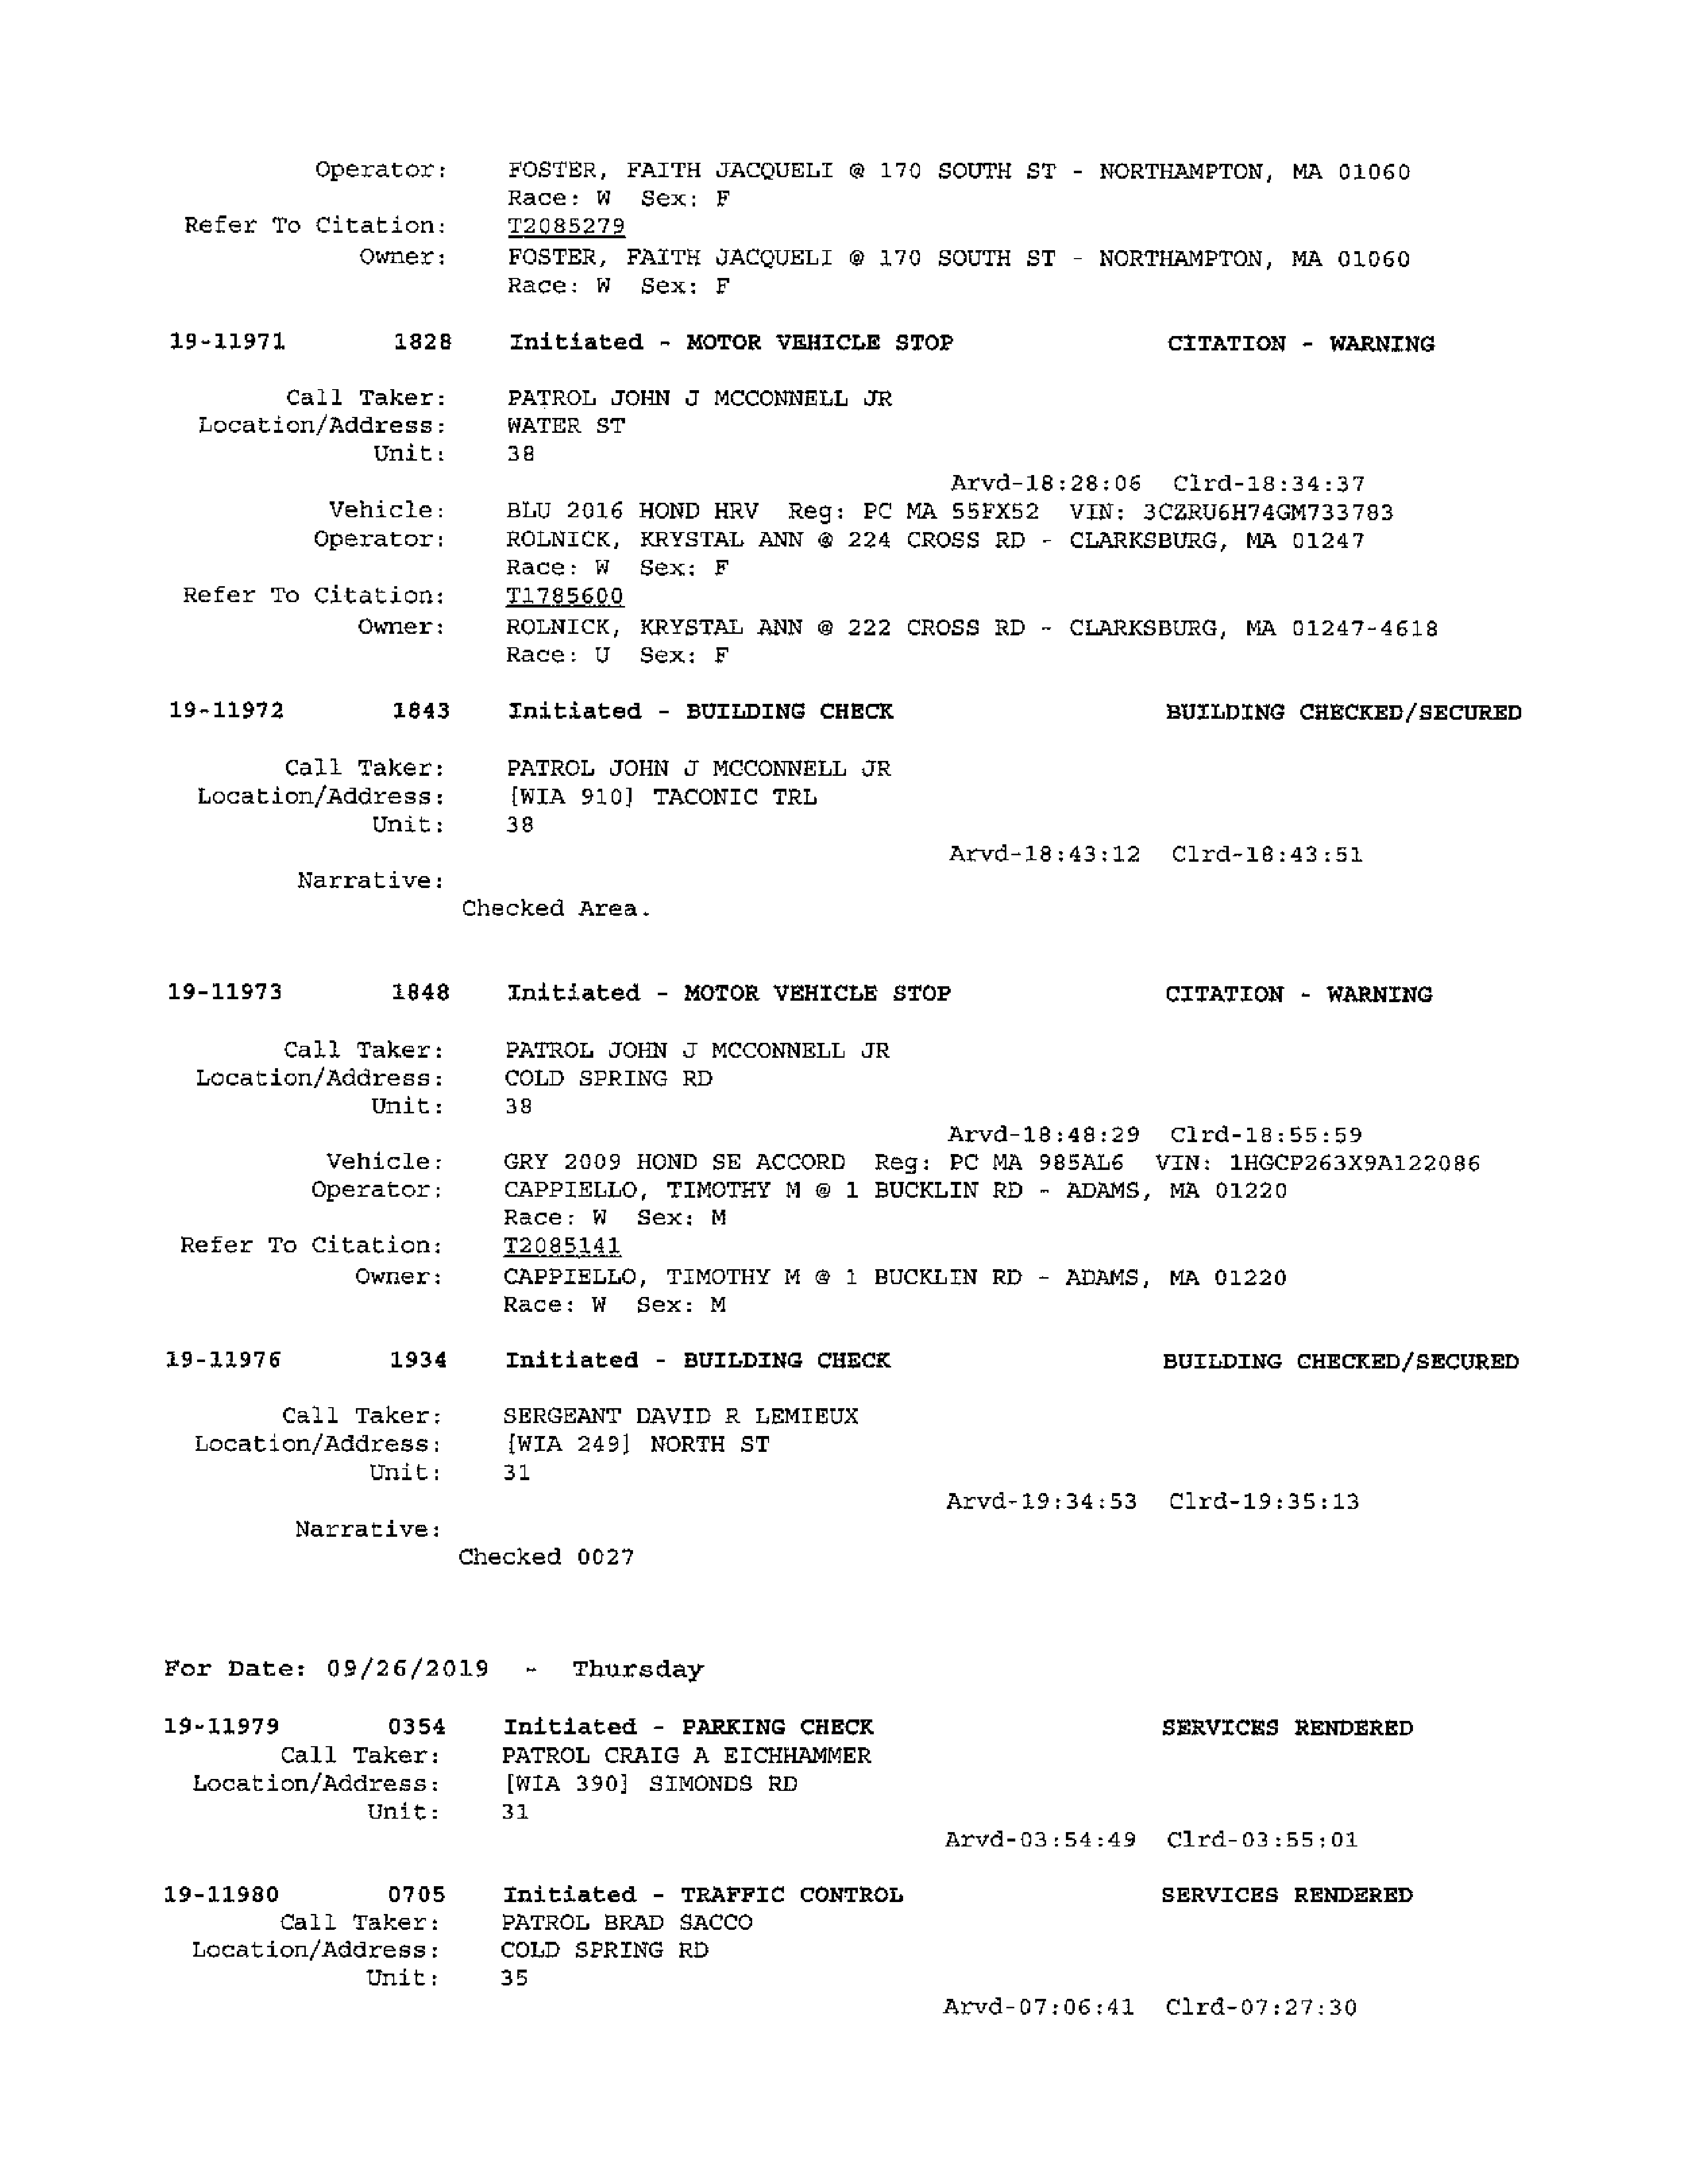 Operator: FOSTER, FAITH JACQUELI @ 170 SOUTH ST - NORTHAMPTON, MA 01060
Race: W Sex: F
Refer To Citation: T2085279
Owner: FOSTER, FAITH JACQUELI @ 170 SOUTH ST - NORTHAMPTON, MA 01060
Race: W Sex: F
19-11971 1828 Initiated - MOTOR VEHICLE STOP CITATION - WARNING
Call Taker: PATROL JOHN J MCCONNELL JR
Location/Address: WATER ST
Unit: 38
Arvd-18:28:06 Clrd-18:34:37
Vehicle: BLU 2016 HOND HRV Reg: PC MA 55FX52 VIN: 3CZRU6H74GM733783
Operator: ROLNICK, KRYSTAL ANN @ 224 CROSS RD - CLARKSBURG, MA 01247
Race: W Sex: F
Refer To Citation: T1785600
Owner: ROLNICK, KRYSTAL ANN @ 222 CROSS RD - CLARKSBURG, MA 01247-4618
Race: U Sex: F
19-11972 1843 Initiated - BUILDING CHECK BUILDING CHECKED/SECURED
Call Taker: PATROL JOHN J MCCONNELL JR
Location/Address: [WIA 910] TACONIC TRL
Unit: 38
Arvd-18:43:12 Clrd-18:43:51
Narrative:
Checked Area.
19-11973 1848 Initiated - MOTOR VEHICLE STOP CITATION - WARNING
Call Taker: PATROL JOHN J MCCONNELL JR
Location/Address: COLD SPRING RD
Unit: 38
Arvd-18:48:29 Clrd-18:55:59
Vehicle: GRY 2009 HOND SE ACCORD Reg: PC MA 985AL6 VIN: 1HGCP263X9A122086
Operator: CAPPIELLO, TIMOTHY M @ 1 BUCKLIN RD - ADAMS, MA 01220
Race: W Sex: M
Refer To Citation: T2085141
Owner: CAPPIELLO, TIMOTHY M @ 1 BUCKLIN RD - ADAMS, MA 01220
Race: W Sex: M
19-11976 1934 Initiated - BUILDING CHECK BUILDING CHECKED/SECURED
Call Taker: SERGEANT DAVID R LEMIEUX
Location/Address: [WIA 249] NORTH ST
Unit: 31
Arvd-19:34:53 Clrd-19:35:13
Narrative:
Checked 0027
For Date: 09/26/2019 - Thursday
19-11979 0354 Initiated - PARKING CHECK SERVICES RENDERED
Call Taker: PATROL CRAIG A EICHHAMMER
Location/Address: [WIA 390] SIMONDS RD
Unit: 31
Arvd-03:54:49 Clrd-03:55:01
19-11980 0705 Initiated - TRAFFIC CONTROL SERVICES RENDERED
Call Taker: PATROL BRAD SACCO
Location/Address: COLD SPRING RD
Unit: 35
Arvd-07:06:41 Clrd-07:27:30